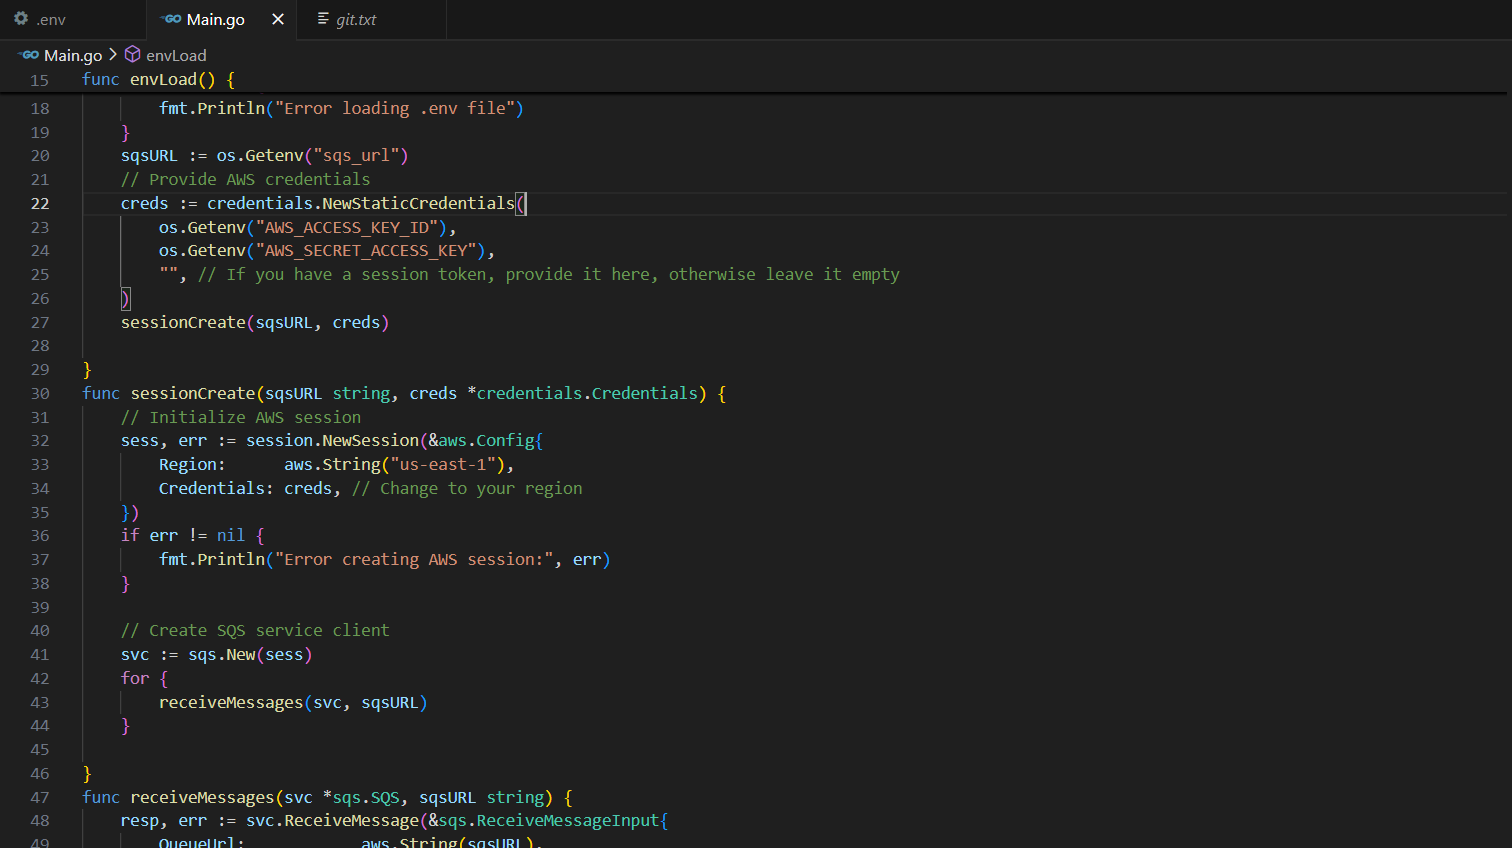 .env
Main.go
git.txt
Main.go > envLoad
15 func envLoad() {
18 fmt.Println("Error loading .env file")
19 }
20 sqsURL := os.Getenv("sqs_url")
21 // Provide AWS credentials
22 creds := credentials.NewStaticCredentials(
23 os.Getenv("AWS_ACCESS_KEY_ID"),
24 os.Getenv("AWS_SECRET_ACCESS_KEY"),
25 "", // If you have a session token, provide it here, otherwise leave it empty
26 )
27 sessionCreate(sqsURL, creds)
28
29 }
30 func sessionCreate(sqsURL string, creds *credentials.Credentials) {
31 // Initialize AWS session
32 sess, err := session.NewSession(&aws.Config{
33 Region: aws.String("us-east-1"),
34 Credentials: creds, // Change to your region
35 })
36 if err != nil {
37 fmt.Println("Error creating AWS session:", err)
38 }
39
40 // Create SQS service client
41 svc := sqs.New(sess)
42 for {
43 receiveMessages(svc, sqsURL)
44 }
45
46 }
47 func receiveMessages(svc *sqs.SQS, sqsURL string) {
48 resp, err := svc.ReceiveMessage(&sqs.ReceiveMessageInput{
49 QueueUrl: aws.String(sqsURL),